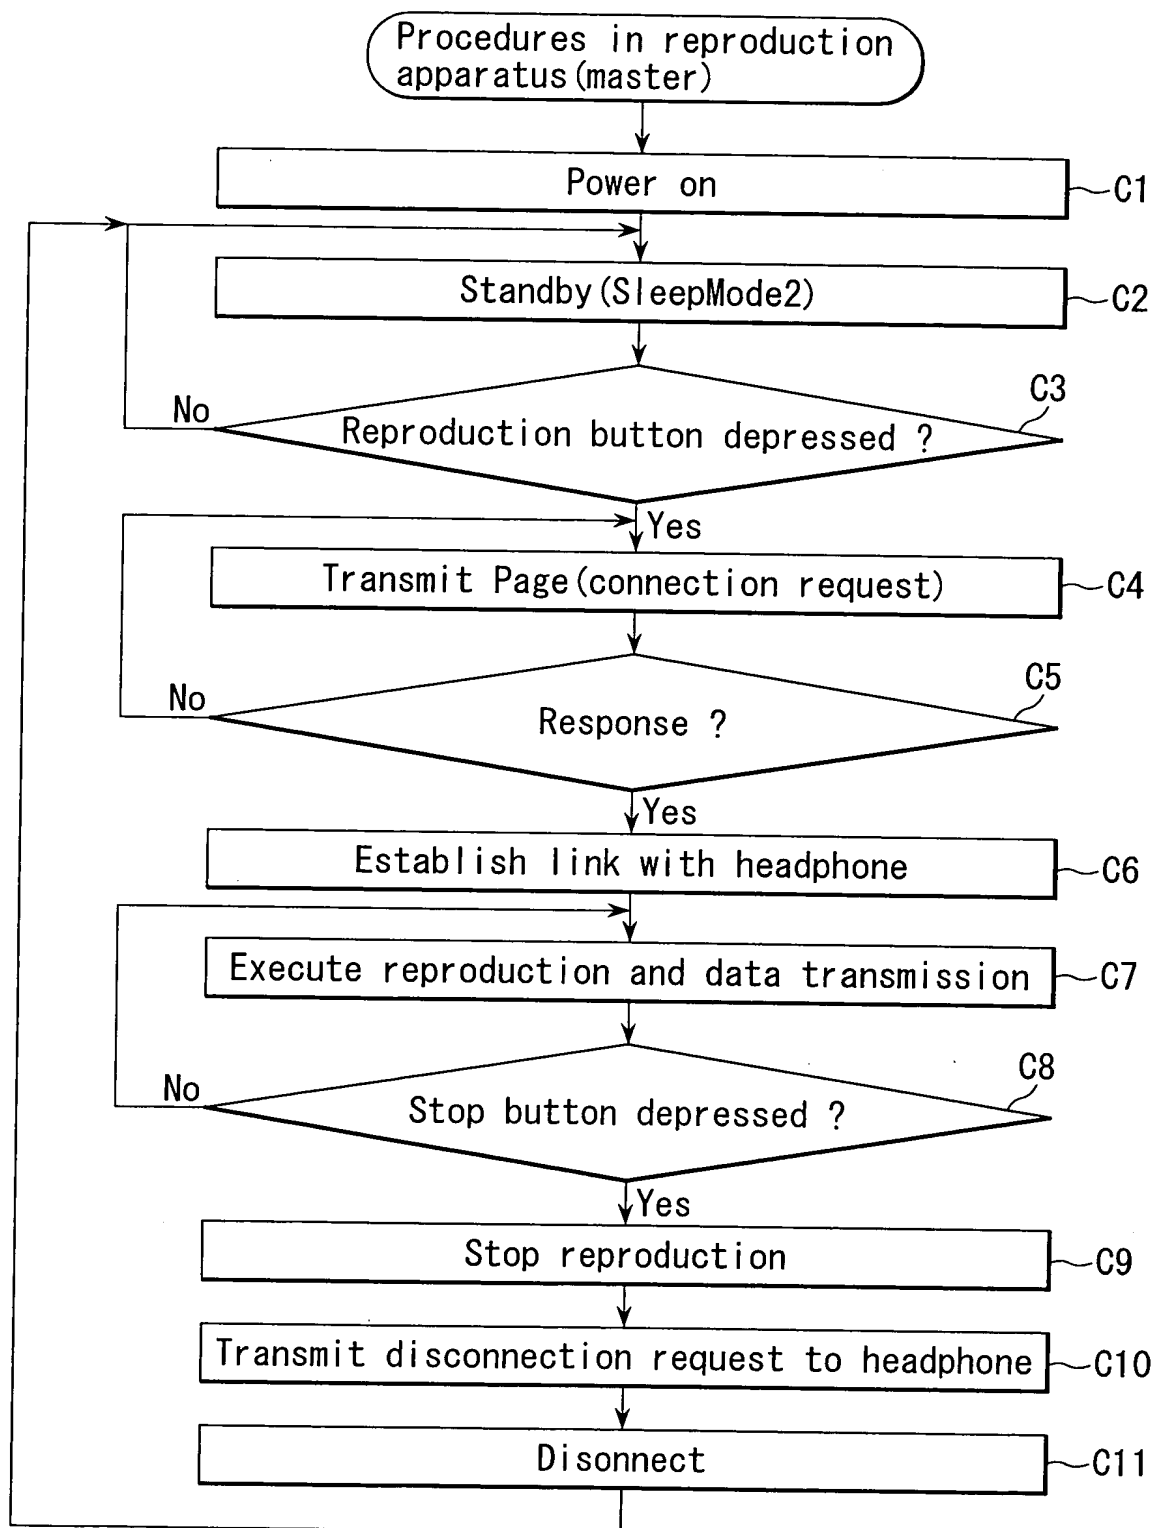 Procedures in reproduction
apparatus(master)
Power on
C1
Standby(SleepMode2)
C2
C3
No
Reproduction button depressed ?
Yes
Transmit Page(connection request)
C4
C5
No
Response ?
Yes
Establish link with headphone
C6
Execute reproduction and data transmission
C7
C8
No
Stop button depressed ?
Yes
Stop reproduction
C9
Transmit disconnection request to headphone
C10
Disonnect
C11